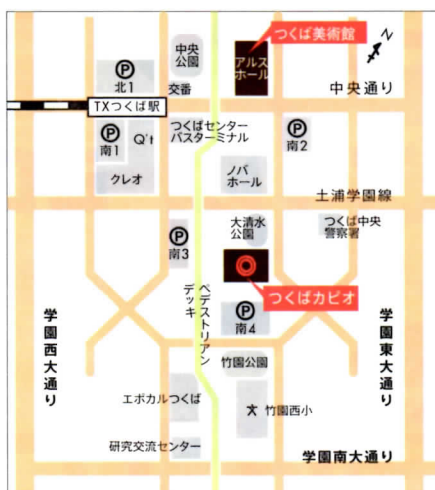 つくば美術館
N
中央
公園
アルス
ホール
P
北1
交番
中央通り
TXつくば駅
P
南1
Q't
つくばセンター
バスターミナル
P
南2
クレオ
ノバ
ホール
土浦学園線
大清水
公園
つくば中央
警察署
P
南3
つくばカピオ
ペデストリアン
デッキ
P
南4
学園西大通り
学園東大通り
竹園公園
エポカルつくば
竹園西小
研究交流センター
学園南大通り